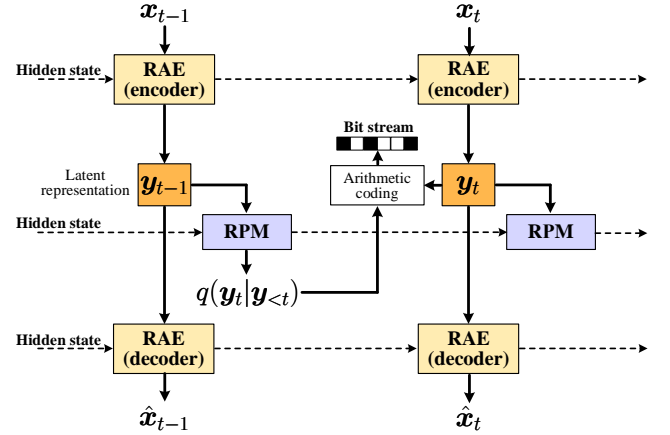 x_{t−1}
x_t
Hidden state
RAE
(encoder)
RAE
(encoder)
Bit stream
Latent
representation
y_{t−1}
Arithmetic
coding
y_t
Hidden state
RPM
RPM
q(y_t|y_{<t})
Hidden state
RAE
(decoder)
RAE
(decoder)
x̂_{t−1}
x̂_t